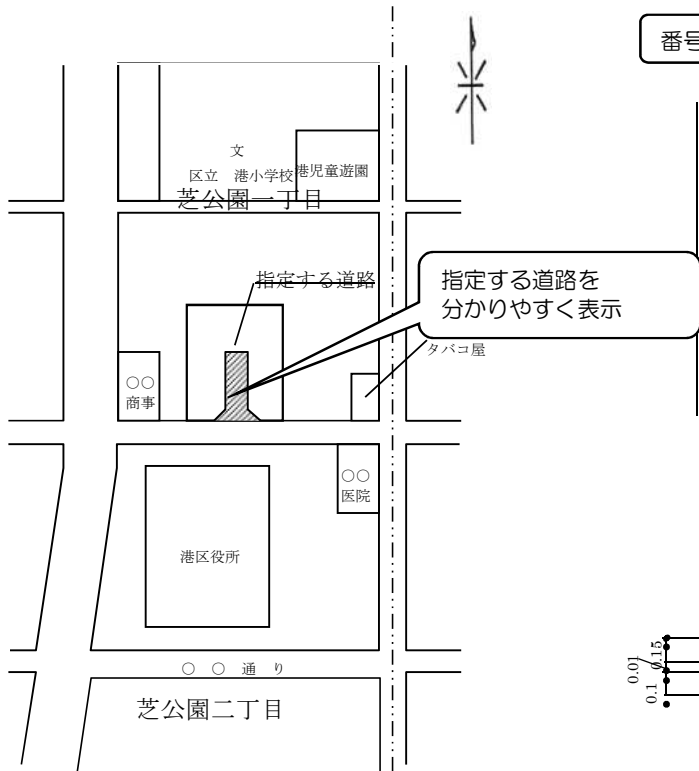 番号
文
区立 港小学校
港児童遊園
芝公園一丁目
指定する道路
指定する道路を
分かりやすく表示
タバコ屋
○○
商事
○○
医院
港区役所
○ ○ 通 り
芝公園二丁目
0.15
0.01
0.1